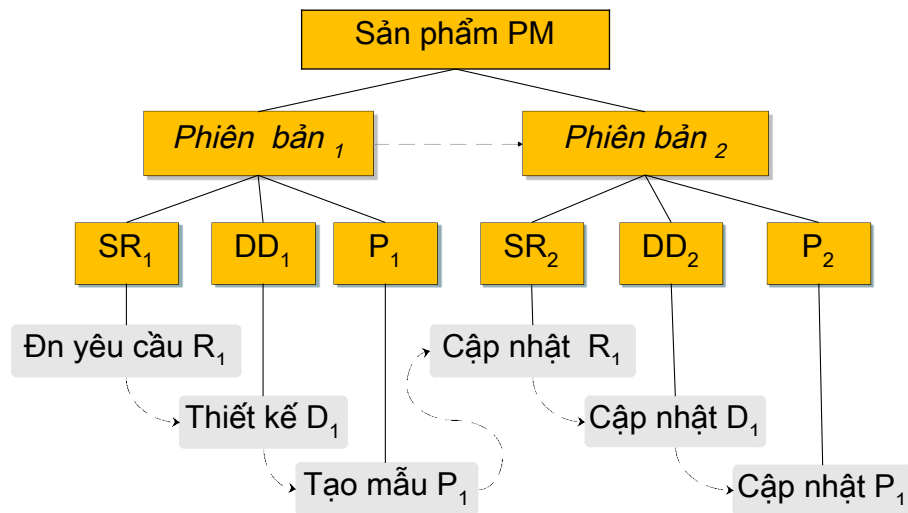 Sản phẩm PM
Phiên bản 1
Phiên bản 2
SR1
DD1
P1
SR2
DD2
P2
Đn yêu cầu R1
Cập nhật R1
Thiết kế D1
Cập nhật D1
Tạo mẫu P1
Cập nhật P1